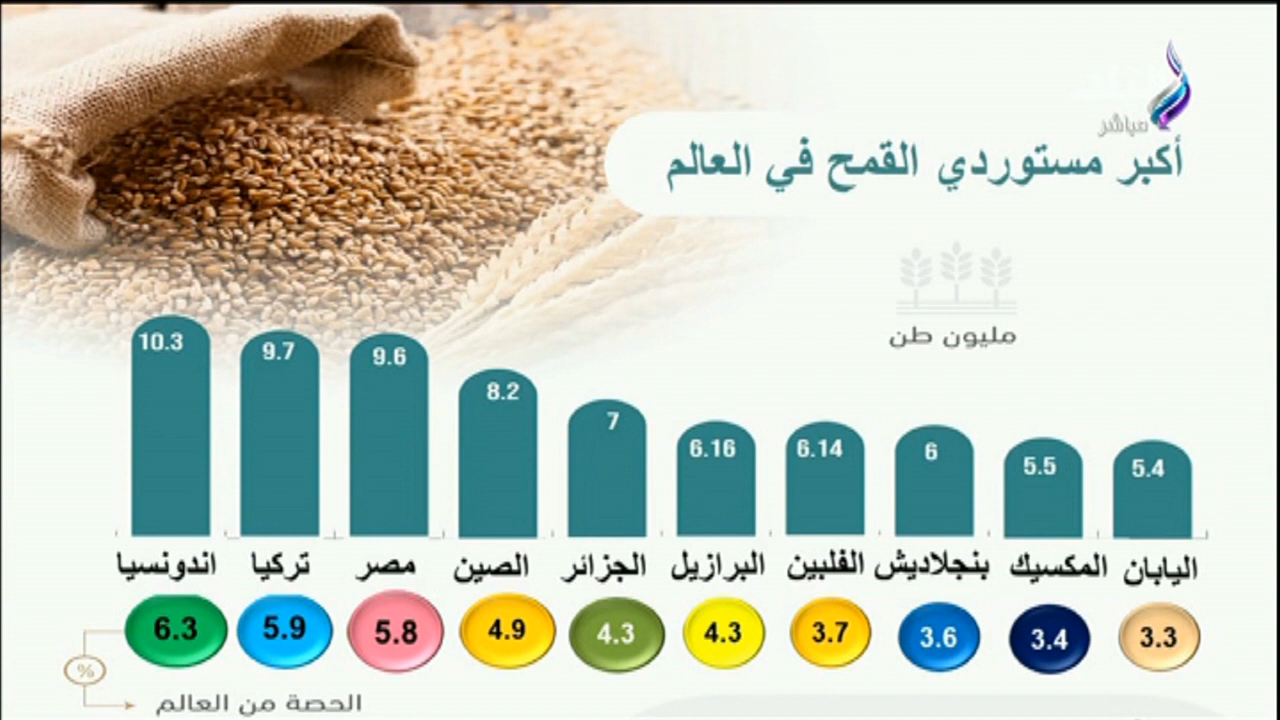 مباشر
أكبر مستوردي القمح في العالم
مليون طن
10.3 9.7 9.6 8.2 7 6.16 6.14 6 5.5 5.4
اندونسيا تركيا مصر الصين الجزائر البرازيل الفلبين بنجلاديش المكسيك اليابان
6.3 5.9 5.8 4.9 4.3 4.3 3.7 3.6 3.4 3.3
%
الحصة من العالم